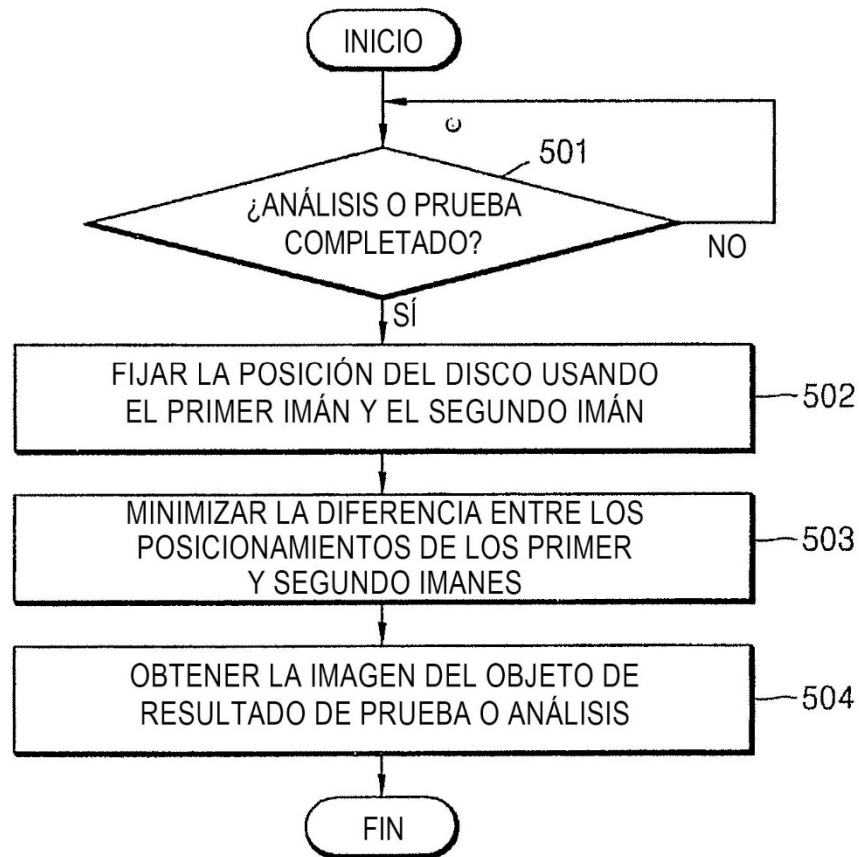 INICIO
501
¿ANÁLISIS O PRUEBA
COMPLETADO?
NO
SÍ
FIJAR LA POSICIÓN DEL DISCO USANDO
EL PRIMER IMÁN Y EL SEGUNDO IMÁN
502
MINIMIZAR LA DIFERENCIA ENTRE LOS
POSICIONAMIENTOS DE LOS PRIMER
Y SEGUNDO IMANES
503
OBTENER LA IMAGEN DEL OBJETO DE
RESULTADO DE PRUEBA O ANÁLISIS
504
FIN